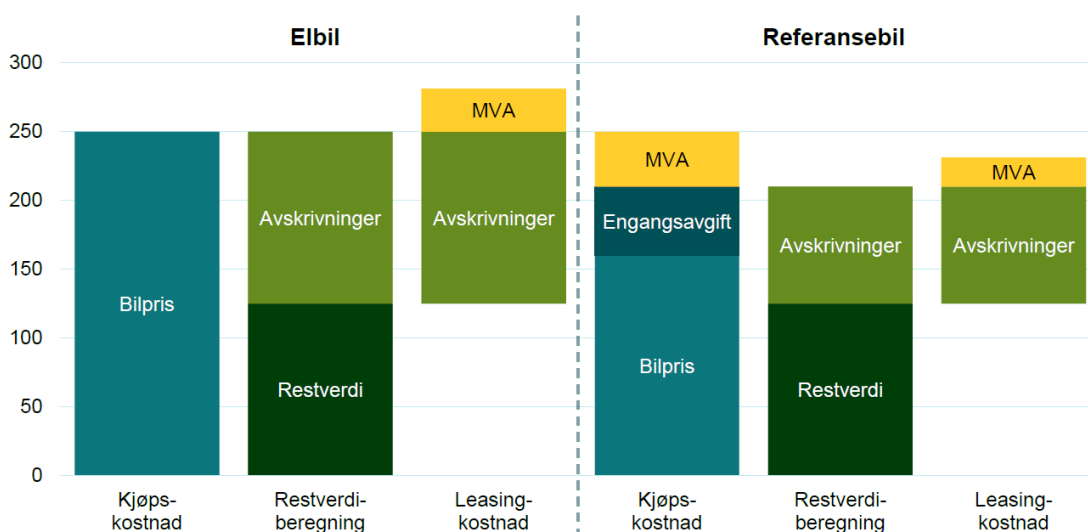 Elbil
Referansebil
300
250
200
150
100
50
0
Bilpris
Avskrivninger
Restverdi
MVA
Avskrivninger
MVA
Engangsavgift
Bilpris
Avskrivninger
Restverdi
MVA
Avskrivninger
Kjøps-
kostnad
Restverdi-
beregning
Leasing-
kostnad
Kjøps-
kostnad
Restverdi-
beregning
Leasing-
kostnad